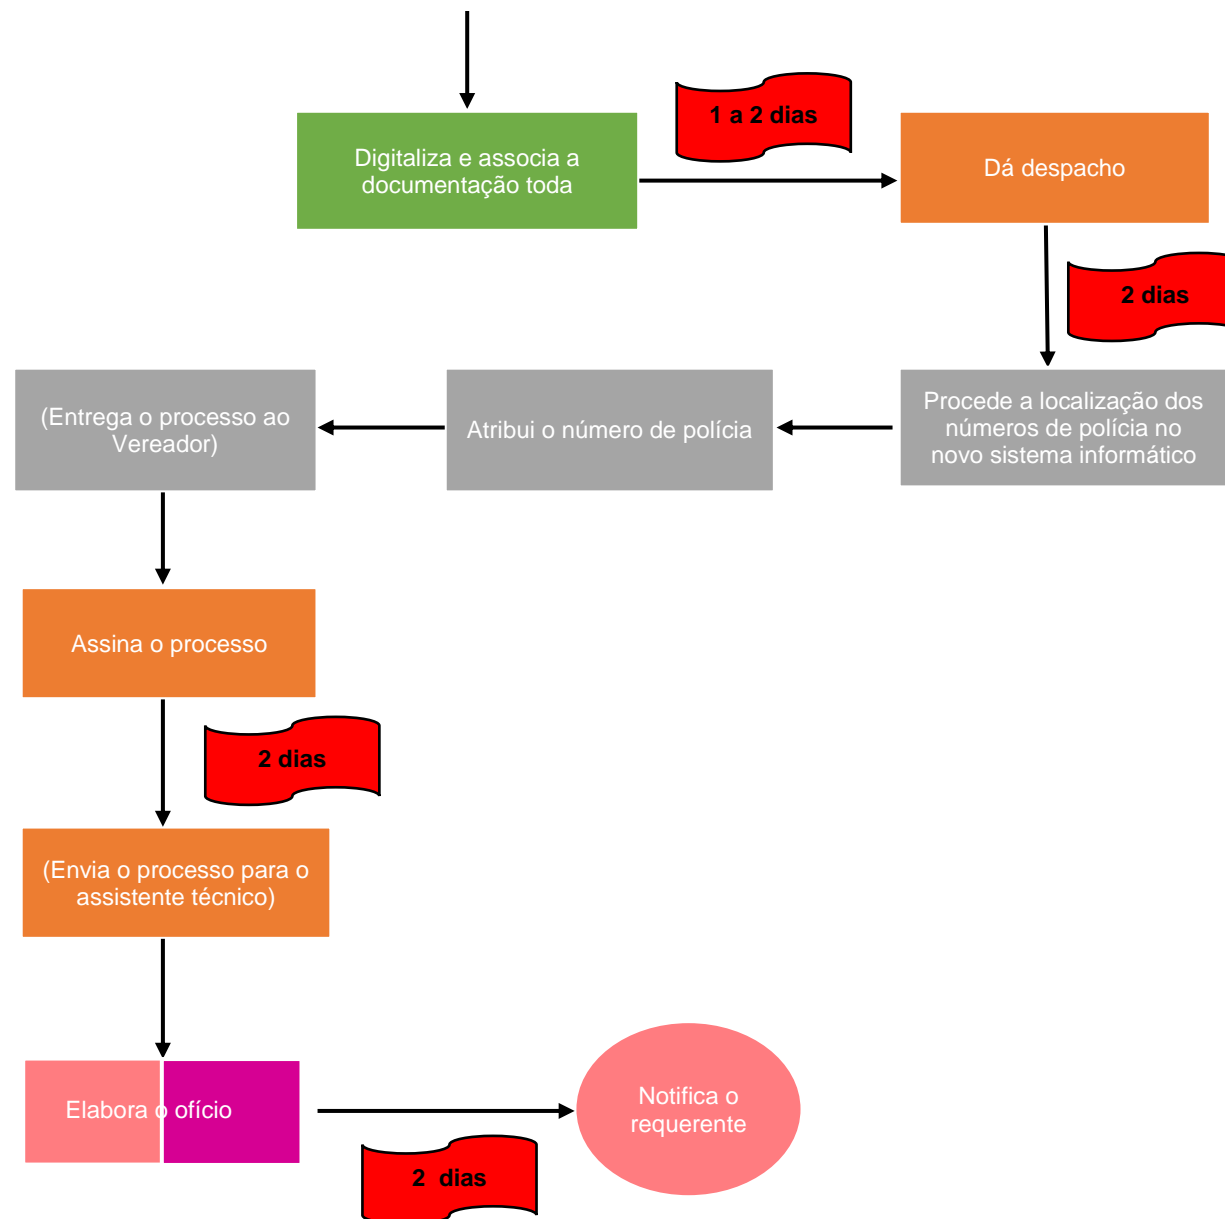 1 a 2 dias
Digitaliza e associa a
documentação toda
Dá despacho
2 dias
Procede a localização dos
números de polícia no
novo sistema informático
Atribui o número de polícia
(Entrega o processo ao
Vereador)
Assina o processo
2 dias
(Envia o processo para o
assistente técnico)
Elabora o ofício
2  dias
Notifica o
requerente